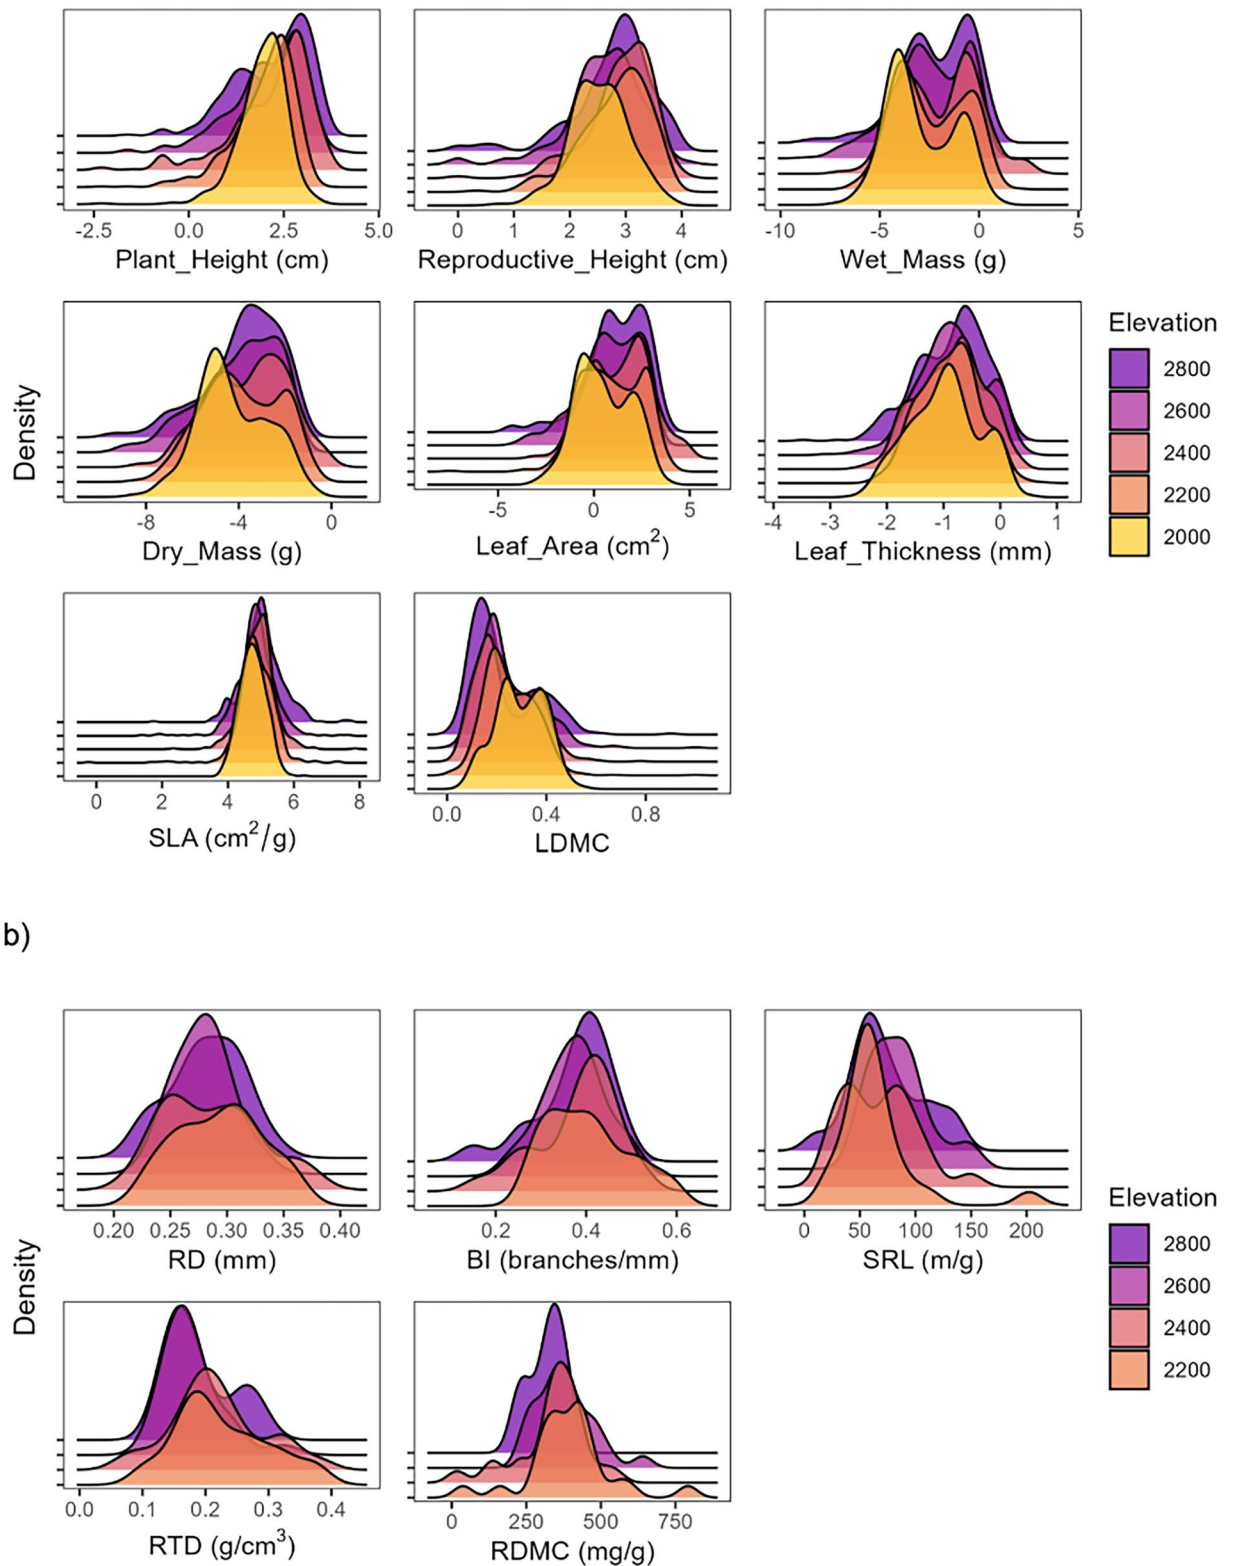 -2.5 0.0 2.5 5.0
Plant_Height (cm)
0 1 2 3 4
Reproductive_Height (cm)
-10 -5 0 5
Wet_Mass (g)
Density
-8 -4 0
Dry_Mass (g)
-5 0 5
Leaf_Area (cm²)
-4 -3 -2 -1 0 1
Leaf_Thickness (mm)
Elevation
2800
2600
2400
2200
2000
0 2 4 6 8
SLA (cm²/g)
0.0 0.4 0.8
LDMC
b)
Density
0.20 0.25 0.30 0.35 0.40
RD (mm)
0.2 0.4 0.6
BI (branches/mm)
0 50 100 150 200
SRL (m/g)
Elevation
2800
2600
2400
2200
0.0 0.1 0.2 0.3 0.4
RTD (g/cm³)
0 250 500 750
RDMC (mg/g)